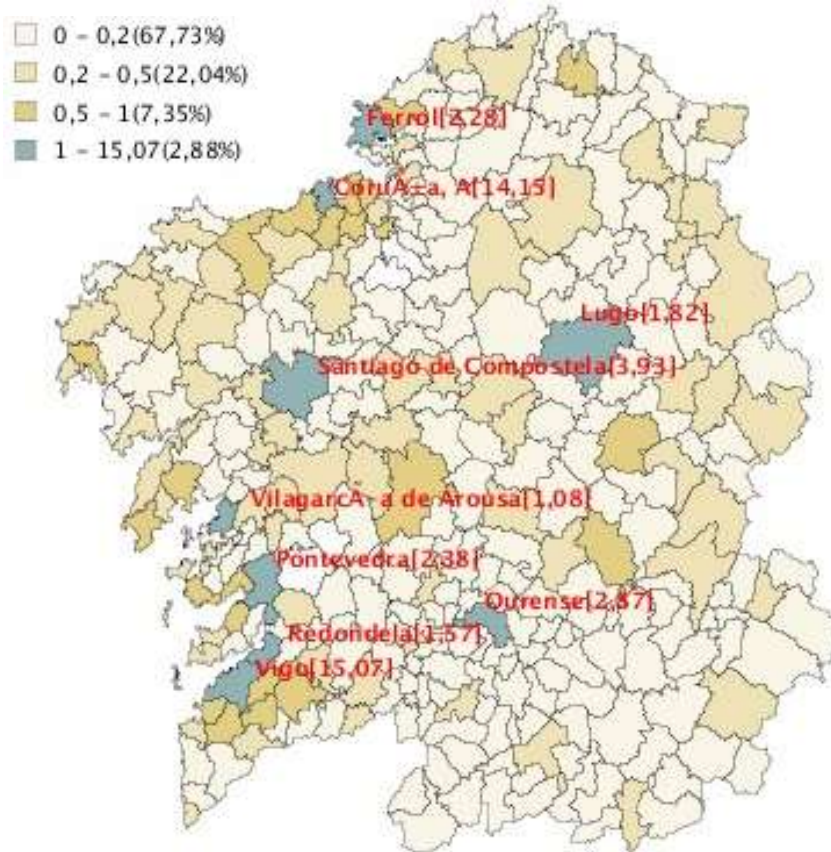 0 – 0,2(67,73%)
0,2 – 0,5(22,04%)
0,5 – 1(7,35%)
1 – 15,07(2,88%)
Ferrol[2,28]
CoruÃ±a, A[14,15]
Lugo[1,82]
Santiago de Compostela[3,93]
VilagarcÃ-a de Arousa[1,08]
Pontevedra[2,38]
Ourense[2,87]
Redondela[1,57]
Vigo[15,07]